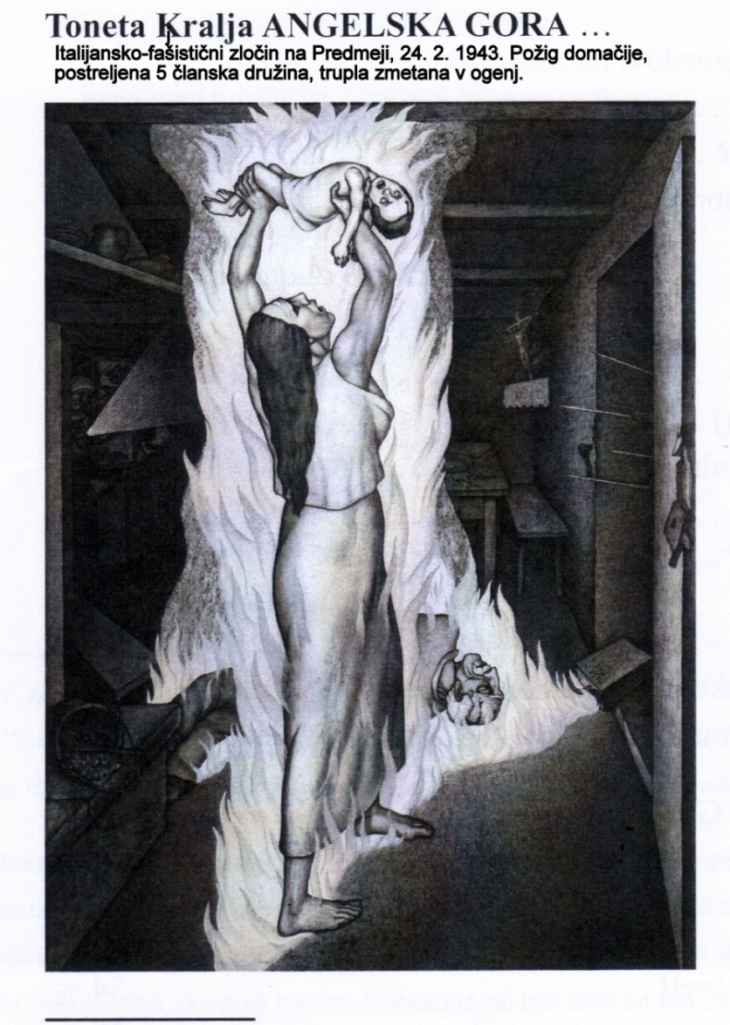 Toneta Kralja ANGELSKA GORA ...
Italijansko-fašistični zločin na Predmeji, 24. 2. 1943. Požig domačije,
postreljena 5 članska družina, trupla zmetana v ogenj.